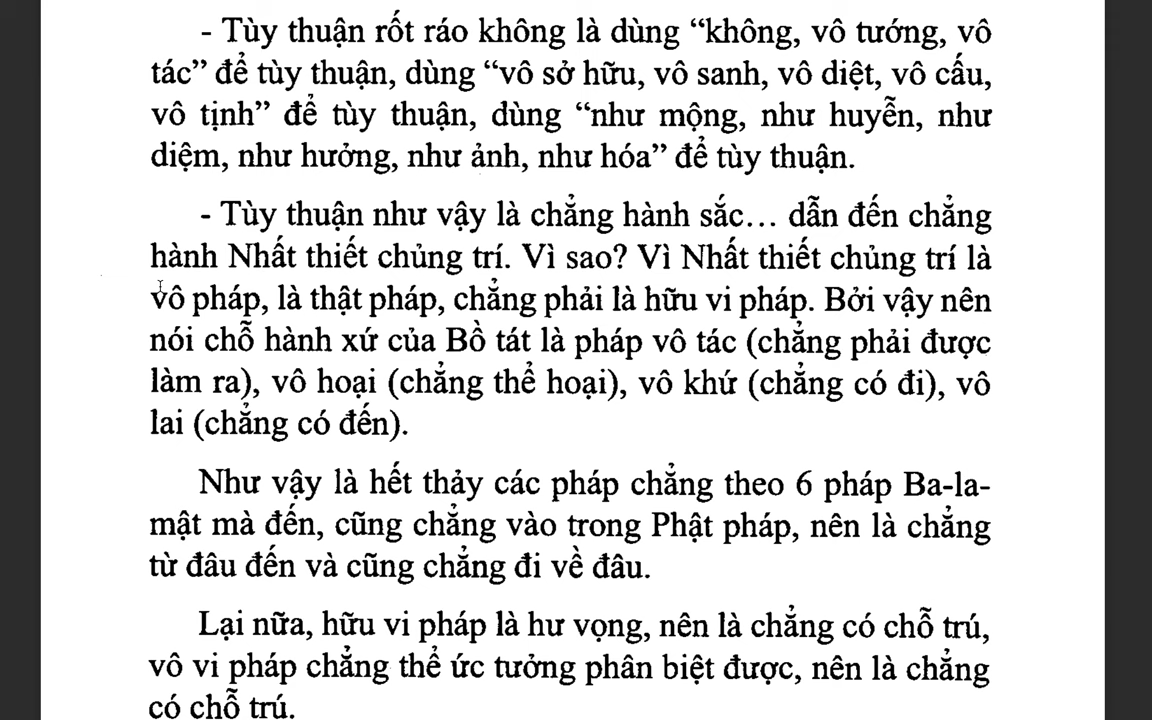 - Tùy thuận rốt ráo không là dùng “không, vô tướng, vô
tác” để tùy thuận, dùng “vô sở hữu, vô sanh, vô diệt, vô cấu,
vô tịnh” để tùy thuận, dùng “như mộng, như huyễn, như
diệm, như hưởng, như ảnh, như hóa” để tùy thuận.
- Tùy thuận như vậy là chẳng hành sắc… dẫn đến chẳng
hành Nhất thiết chủng trí. Vì sao? Vì Nhất thiết chủng trí là
vô pháp, là thật pháp, chẳng phải là hữu vi pháp. Bởi vậy nên
nói chỗ hành xứ của Bồ tát là pháp vô tác (chẳng phải được
làm ra), vô hoại (chẳng thể hoại), vô khứ (chẳng có đi), vô
lai (chẳng có đến).
Như vậy là hết thảy các pháp chẳng theo 6 pháp Ba-la-
mật mà đến, cũng chẳng vào trong Phật pháp, nên là chẳng
từ đâu đến và cũng chẳng đi về đâu.
Lại nữa, hữu vi pháp là hư vọng, nên là chẳng có chỗ trú,
vô vi pháp chẳng thể ức tưởng phân biệt được, nên là chẳng
có chỗ trú.